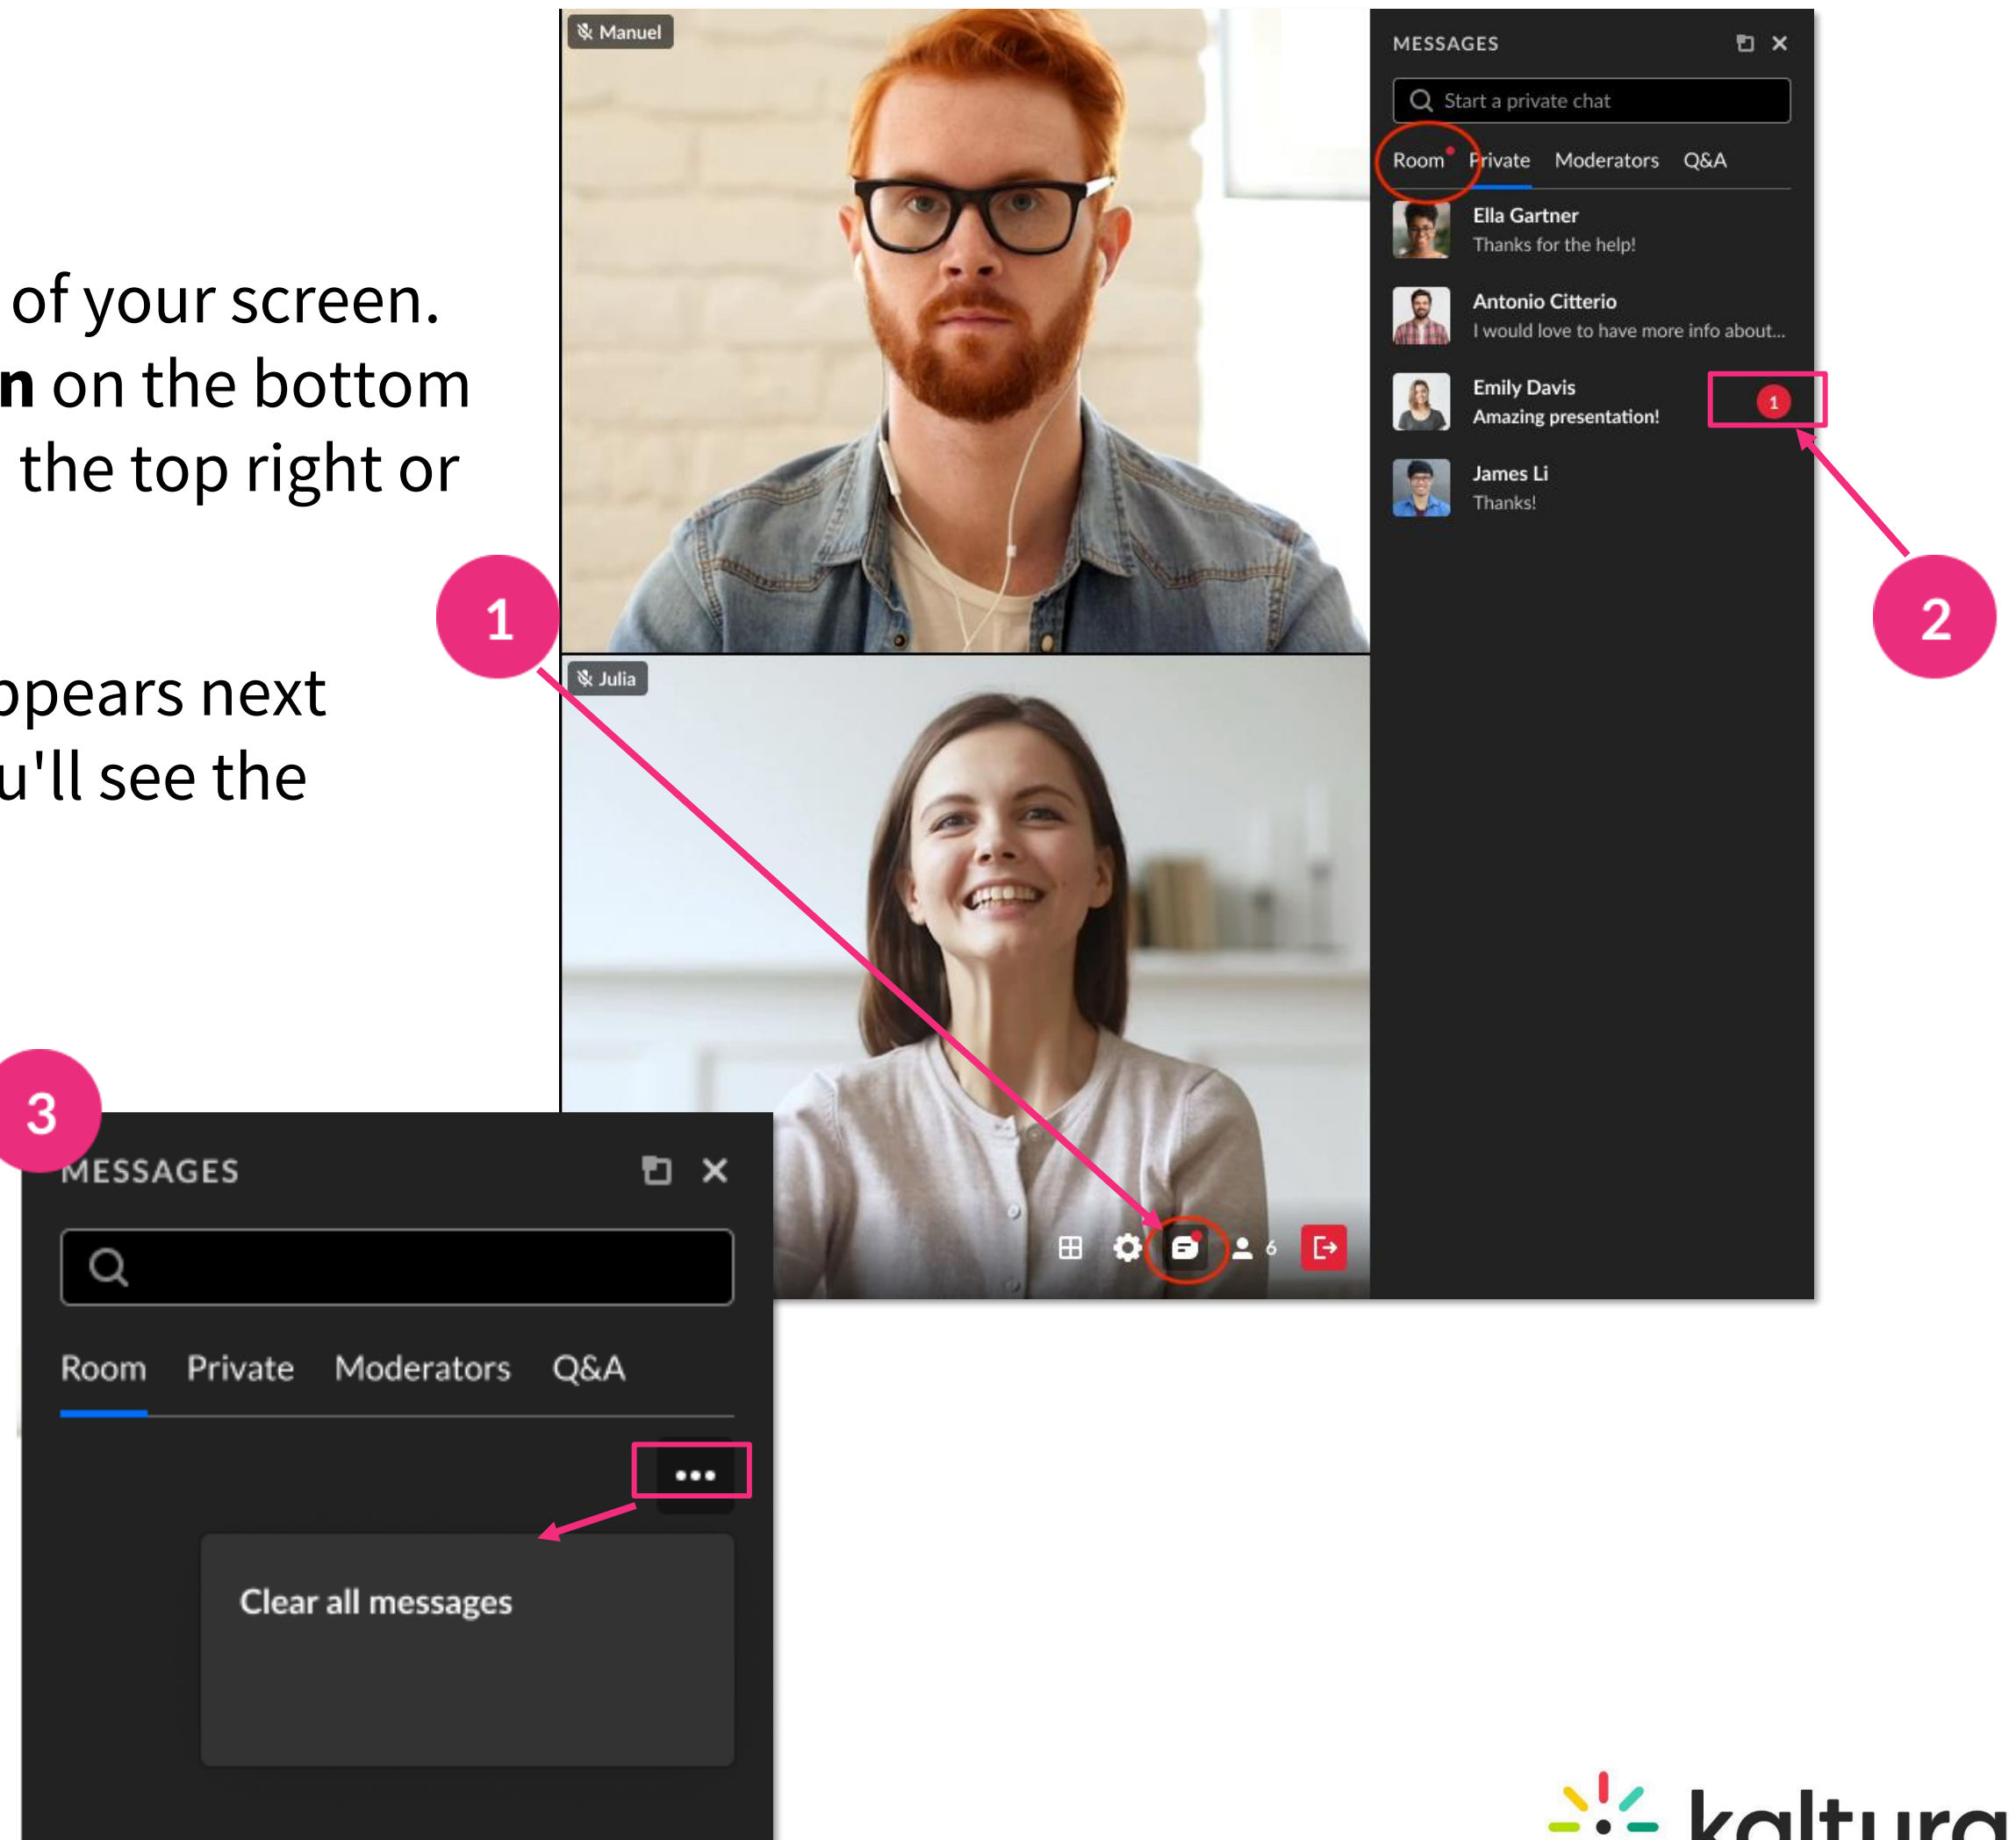 of your screen.
n on the bottom
the top right or
ppears next
u'll see the
1
2
3
Manuel
Julia
6
MESSAGES
Start a private chat
Room Private Moderators Q&A
Ella Gartner
Thanks for the help!
Antonio Citterio
I would love to have more info about...
Emily Davis
Amazing presentation!
1
James Li
Thanks!
MESSAGES
Room Private Moderators Q&A
Clear all messages
kaltura